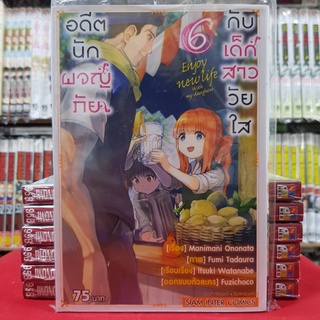 อดีต
นัก
ผจญ
ภัย
กับ
เด็ก
สาว
วัย
ใส
6
Enjoy
new life
with
my daughter
[เรื่อง] Manimani Ononata
[ภาพ] Fumi Tadaura
[เรียบเรียง] Itsuki Watanabe
[ออกแบบตัวละคร] Fuzichoco
75 บาท
SIAM INTER COMICS